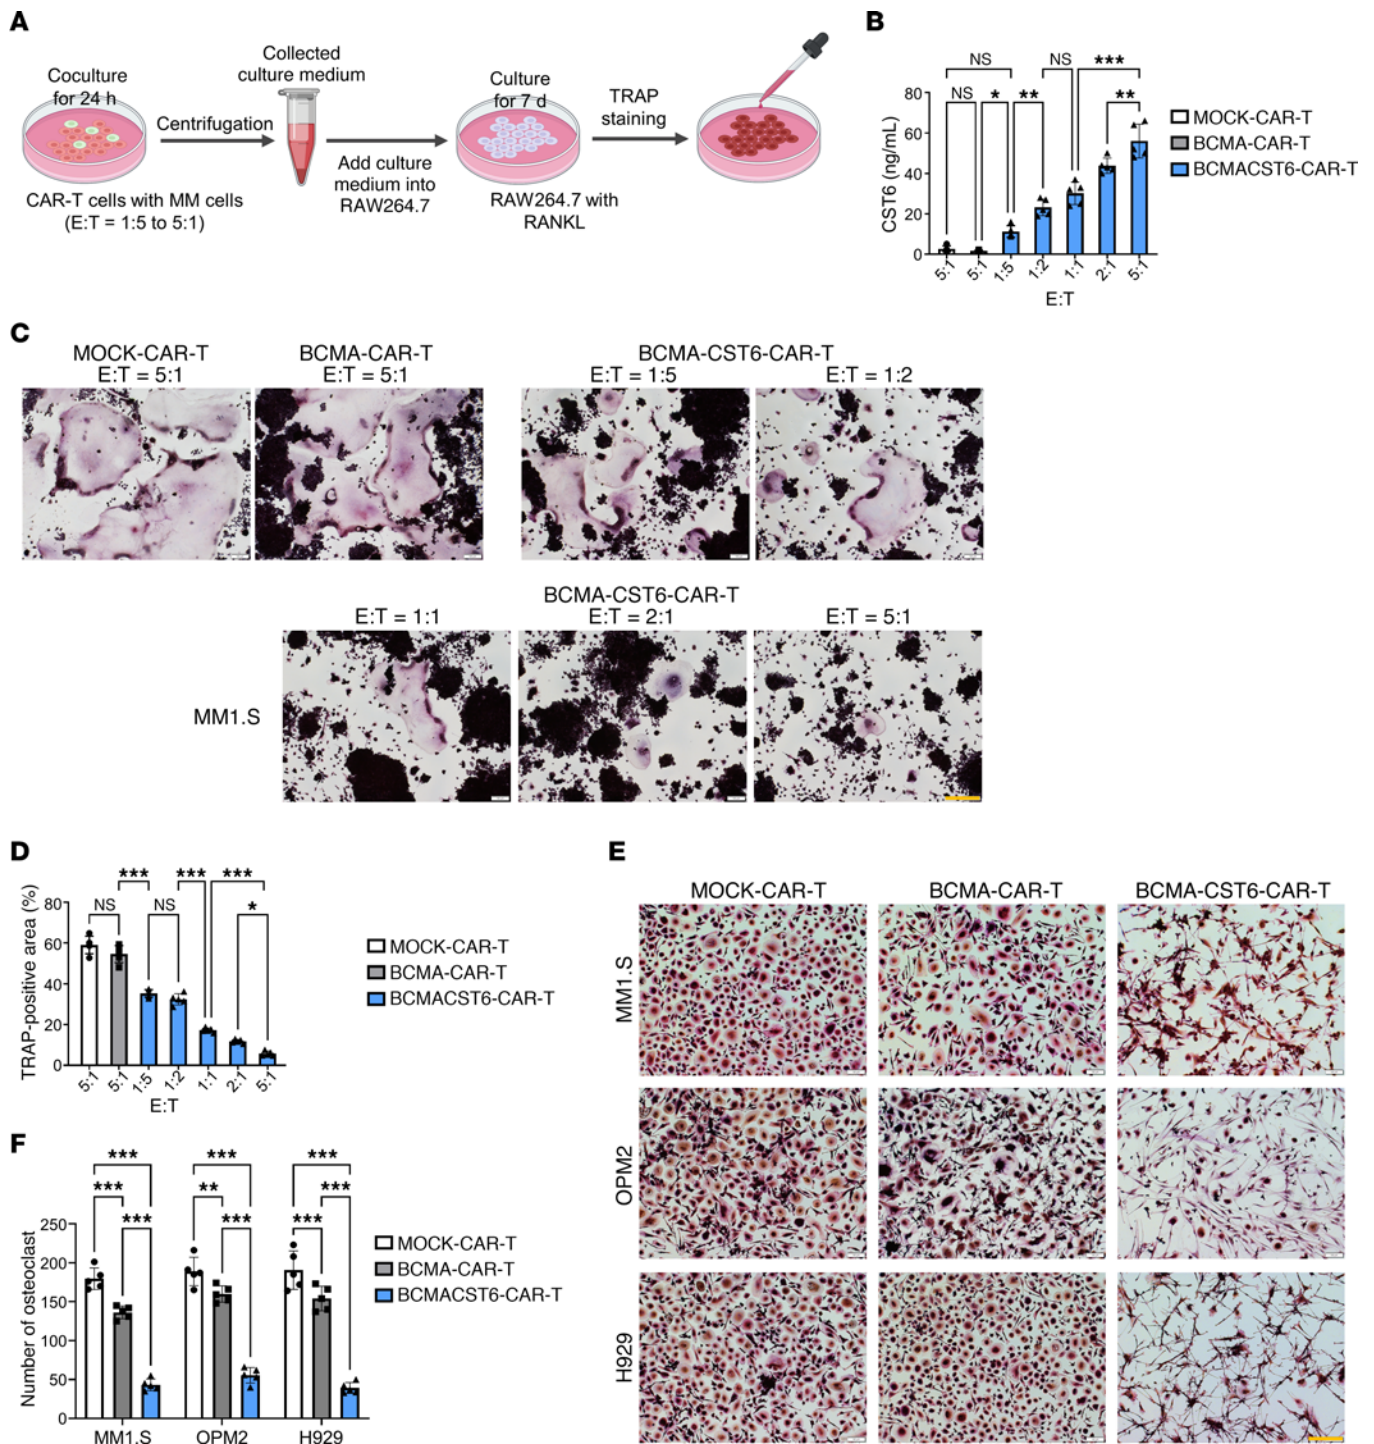 A
Coculture
for 24 h
CAR-T cells with MM cells
(E:T = 1:5 to 5:1)
Centrifugation
Collected
culture medium
Add culture
medium into
RAW264.7
Culture
for 7 d
RAW264.7 with
RANKL
TRAP
staining
B
NS NS ***
NS * ** **
CST6 (ng/mL)
80
60
40
20
0
5:1 5:1 1:5 1:2 1:1 2:1 5:1
E:T
MOCK-CAR-T
BCMA-CAR-T
BCMACST6-CAR-T
C
MOCK-CAR-T
E:T = 5:1
BCMA-CAR-T
E:T = 5:1
BCMA-CST6-CAR-T
E:T = 1:5 E:T = 1:2
BCMA-CST6-CAR-T
E:T = 1:1 E:T = 2:1 E:T = 5:1
MM1.S
D
*** *** ***
NS NS *
TRAP-positive area (%)
80
60
40
20
0
5:1 5:1 1:5 1:2 1:1 2:1 5:1
E:T
MOCK-CAR-T
BCMA-CAR-T
BCMACST6-CAR-T
E
MOCK-CAR-T BCMA-CAR-T BCMA-CST6-CAR-T
MM1.S
OPM2
H929
F
*** *** ***
*** ** ***
*** *** ***
Number of osteoclast
250
200
150
100
50
0
MM1.S OPM2 H929
MOCK-CAR-T
BCMA-CAR-T
BCMACST6-CAR-T